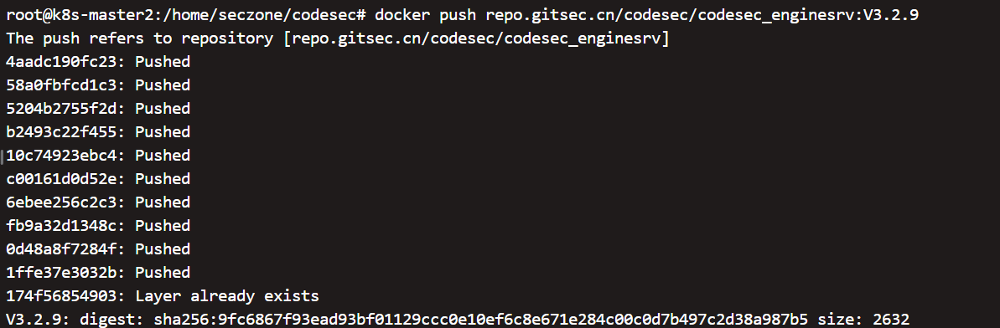 root@k8s-master2:/home/seczone/codesec# docker push repo.gitsec.cn/codesec/codesec_enginesrv:V3.2.9
The push refers to repository [repo.gitsec.cn/codesec/codesec_enginesrv]
4aadc190fc23: Pushed
58a0fbfcd1c3: Pushed
5204b2755f2d: Pushed
b2493c22f455: Pushed
10c74923ebc4: Pushed
c00161d0d52e: Pushed
6ebee256c2c3: Pushed
fb9a32d1348c: Pushed
0d48a8f7284f: Pushed
1ffe37e3032b: Pushed
174f56854903: Layer already exists
V3.2.9: digest: sha256:9fc6867f93ead93bf01129ccc0e10ef6c8e671e284c00c0d7b497c2d38a987b5 size: 2632